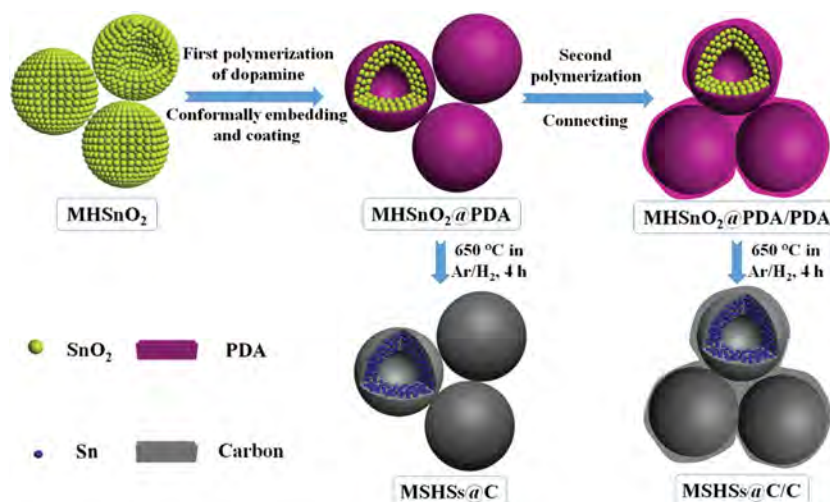 First polymerization
of dopamine
Conformally embedding
and coating
Second
polymerization
Connecting
MHSnO₂
MHSnO₂@PDA
MHSnO₂@PDA/PDA
650 °C in
Ar/H₂, 4 h
650 °C in
Ar/H₂, 4 h
SnO₂
PDA
Sn
Carbon
MSHSs@C
MSHSs@C/C